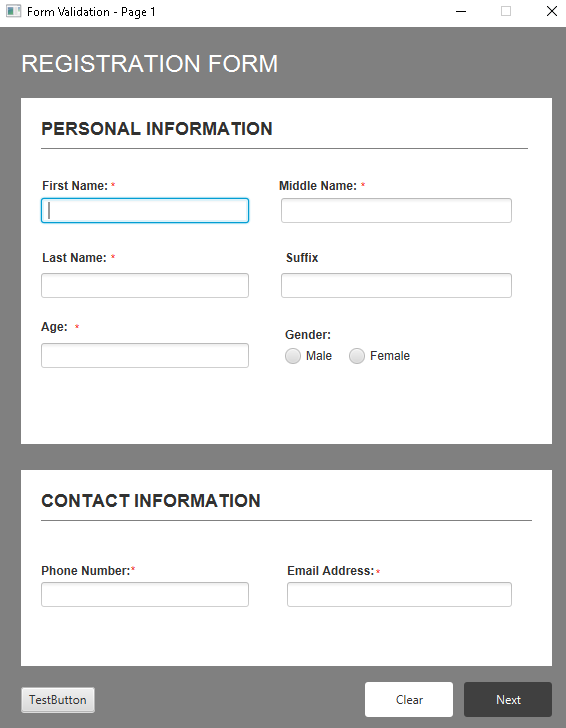 Form Validation - Page 1
REGISTRATION FORM
PERSONAL INFORMATION
First Name: * Middle Name: *
Last Name: * Suffix
Age: * Gender:
Male Female
CONTACT INFORMATION
Phone Number:* Email Address:*
TestButton Clear Next